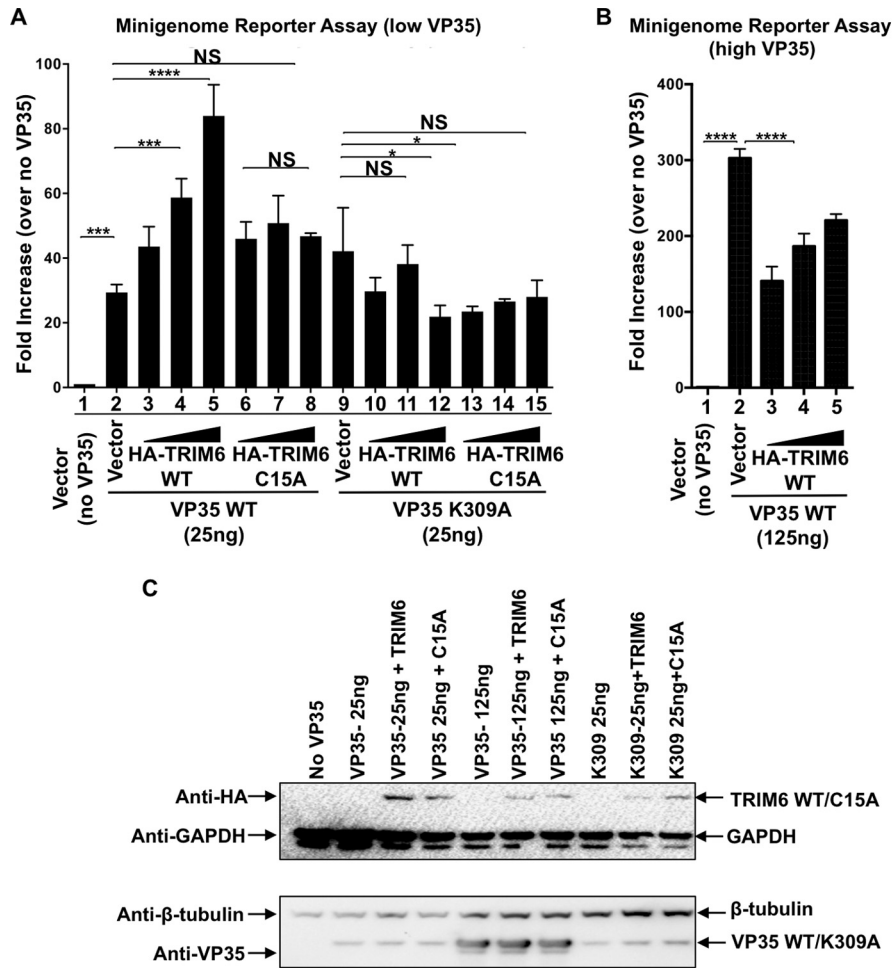 A
Minigenome Reporter Assay (low VP35)
Fold Increase (over no VP35)
100
80
60
40
20
0
NS
****
***
***
NS
NS
*
*
NS
1 2 3 4 5 6 7 8 9 10 11 12 13 14 15
Vector
(no VP35)
Vector
HA-TRIM6
WT
HA-TRIM6
C15A
VP35 WT
(25ng)
Vector
HA-TRIM6
WT
HA-TRIM6
C15A
VP35 K309A
(25ng)
B
Minigenome Reporter Assay
(high VP35)
Fold Increase (over no VP35)
400
300
200
100
0
**** ****
1 2 3 4 5
Vector
(no VP35)
Vector
HA-TRIM6
WT
VP35 WT
(125ng)
C
No VP35
VP35- 25ng
VP35-25ng + TRIM6
VP35 25ng + C15A
VP35- 125ng
VP35-125ng + TRIM6
VP35 125ng + C15A
K309 25ng
K309-25ng+TRIM6
K309 25ng+C15A
Anti-HA
TRIM6 WT/C15A
Anti-GAPDH
GAPDH
Anti-β-tubulin
β-tubulin
Anti-VP35
VP35 WT/K309A